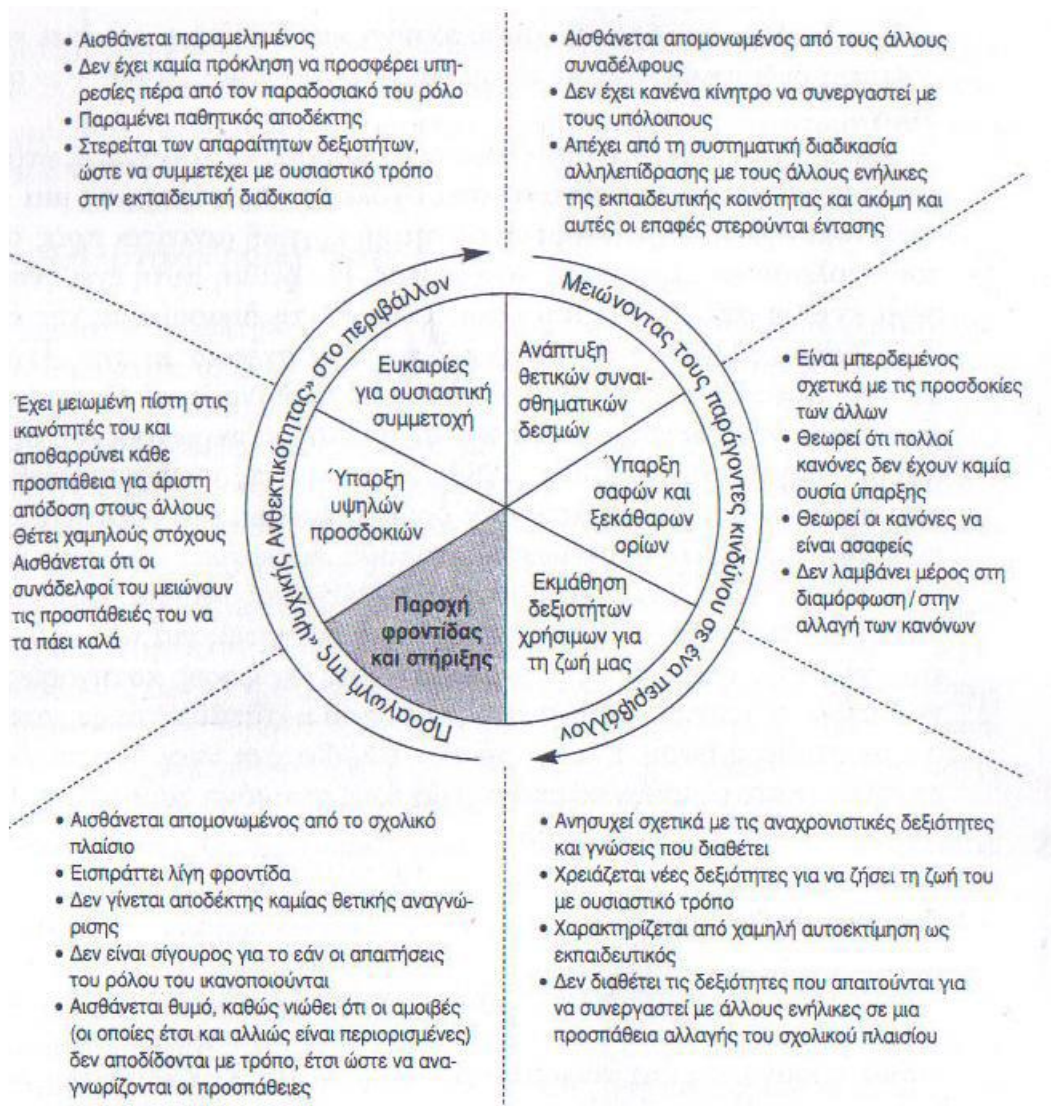 • Αισθάνεται παραμελημένος
• Δεν έχει καμία πρόκληση να προσφέρει υπη-
ρεσίες πέρα από τον παραδοσιακό του ρόλο
• Παραμένει παθητικός αποδέκτης
• Στερείται των απαραίτητων δεξιοτήτων,
ώστε να συμμετέχει με ουσιαστικό τρόπο
στην εκπαιδευτική διαδικασία
• Αισθάνεται απομονωμένος από τους άλλους
συναδέλφους
• Δεν έχει κανένα κίνητρο να συνεργαστεί με
τους υπόλοιπους
• Απέχει από τη συστηματική διαδικασία
αλληλεπίδρασης με τους άλλους ενήλικες
της εκπαιδευτικής κοινότητας και ακόμη και
αυτές οι επαφές στερούνται έντασης
Προαγωγή της «ψυχικής Ανθεκτικότητας» στο περιβάλλον
Μειώνοντας τους παράγοντες κινδύνου σε ένα περιβάλλον
Ευκαιρίες
για ουσιαστική
συμμετοχή
Ανάπτυξη
θετικών συναι-
σθηματικών
δεσμών
Ύπαρξη
υψηλών
προσδοκιών
Ύπαρξη
σαφών και
ξεκάθαρων
ορίων
Παροχή
φροντίδας
και στήριξης
Εκμάθηση
δεξιοτήτων
χρήσιμων για
τη ζωή μας
Έχει μειωμένη πίστη στις
ικανότητές του και
αποθαρρύνει κάθε
προσπάθεια για άριστη
απόδοση στους άλλους
Θέτει χαμηλούς στόχους
Αισθάνεται ότι οι
συνάδελφοί του μειώνουν
τις προσπάθειές του να
τα πάει καλά
• Είναι μπερδεμένος
σχετικά με τις προσδοκίες
των άλλων
• Θεωρεί ότι πολλοί
κανόνες δεν έχουν καμία
ουσία ύπαρξης
• Θεωρεί οι κανόνες να
είναι ασαφείς
• Δεν λαμβάνει μέρος στη
διαμόρφωση / στην
αλλαγή των κανόνων
• Αισθάνεται απομονωμένος από το σχολικό
πλαίσιο
• Εισπράττει λίγη φροντίδα
• Δεν γίνεται αποδέκτης καμίας θετικής αναγνώ-
ρισης
• Δεν είναι σίγουρος για το εάν οι απαιτήσεις
του ρόλου του ικανοποιούνται
• Αισθάνεται θυμό, καθώς νιώθει ότι οι αμοιβές
(οι οποίες έτσι και αλλιώς είναι περιορισμένες)
δεν αποδίδονται με τρόπο, έτσι ώστε να ανα-
γνωρίζονται οι προσπάθειες
• Ανησυχεί σχετικά με τις αναχρονιστικές δεξιότητες
και γνώσεις που διαθέτει
• Χρειάζεται νέες δεξιότητες για να ζήσει τη ζωή του
με ουσιαστικό τρόπο
• Χαρακτηρίζεται από χαμηλή αυτοεκτίμηση ως
εκπαιδευτικός
• Δεν διαθέτει τις δεξιότητες που απαιτούνται για
να συνεργαστεί με άλλους ενήλικες σε μια
προσπάθεια αλλαγής του σχολικού πλαισίου